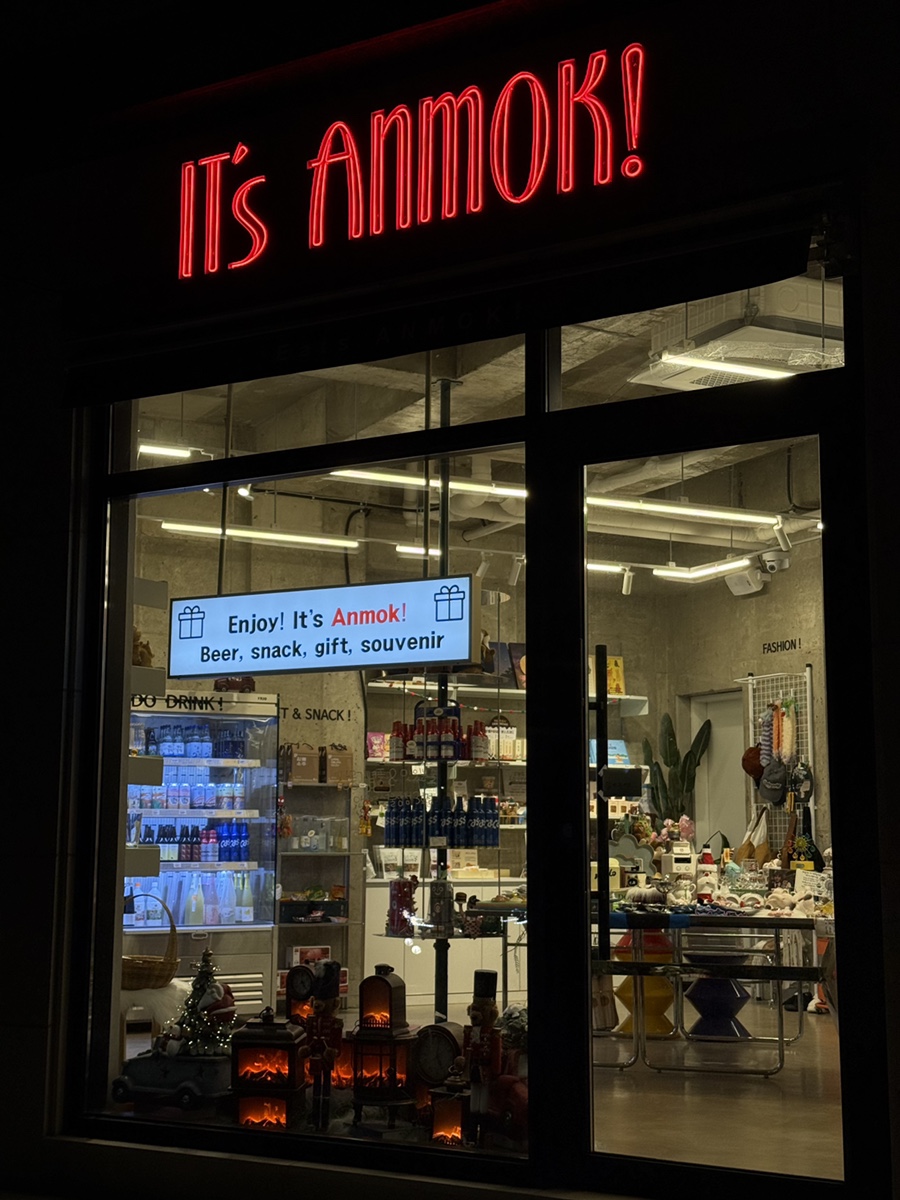 IT's ANMOK!
Enjoy! It's Anmok!
Beer, snack, gift, souvenir
FASHION!
DO DRINK!
T & SNACK!